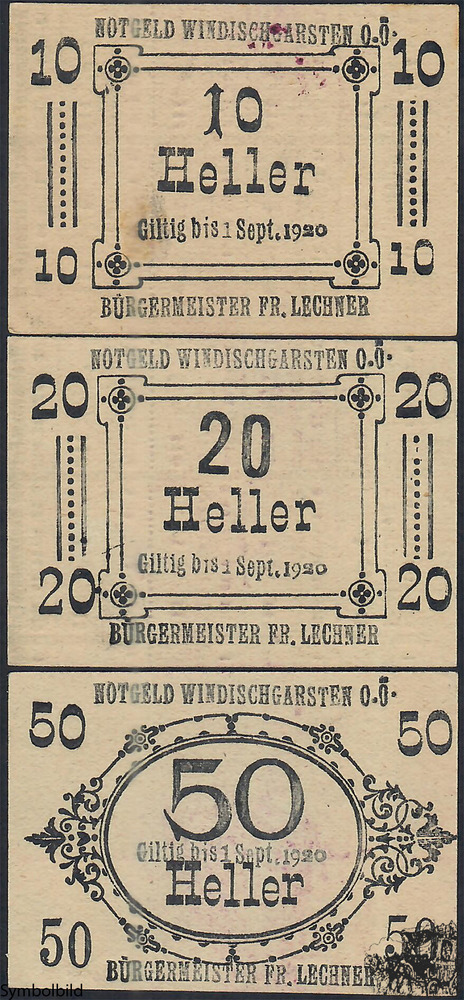 NOTGELD WINDISCHGARSTEN O.Ö.
10 10
10
Heller
Giltig bis 1 Sept. 1920
10 10
BÜRGERMEISTER FR. LECHNER
NOTGELD WINDISCHGARSTEN O.Ö.
20 20
20
Heller
Giltig bis 1 Sept. 1920
20 20
BÜRGERMEISTER FR. LECHNER
NOTGELD WINDISCHGARSTEN O.Ö.
50 50
50
Giltig bis 1 Sept. 1920
Heller
50 50
BÜRGERMEISTER FR. LECHNER
Symbolbild